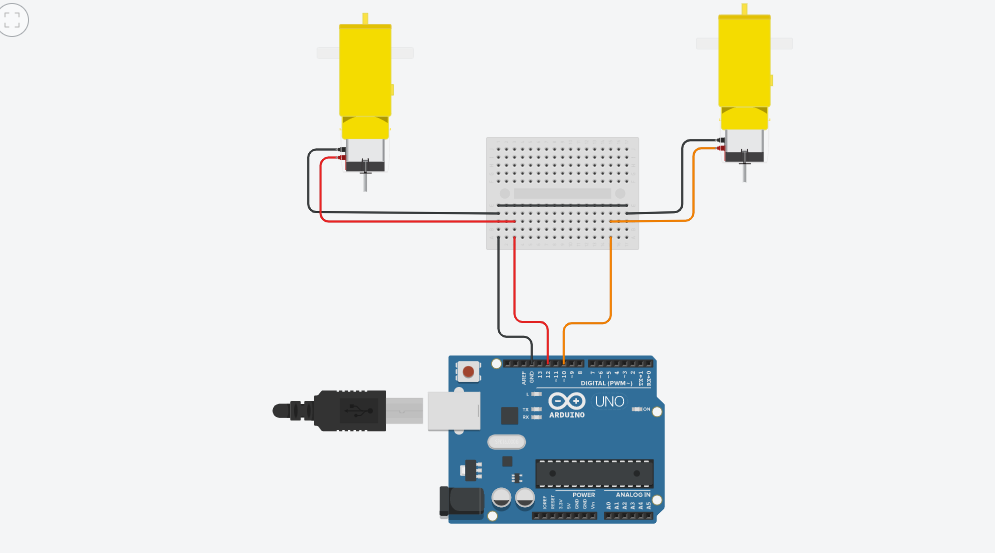 AREF
GND
13
12
~11
~10
~9
8
7
~6
~5
4
~3
2
TX→1
RX←0
DIGITAL (PWM~)
L
TX
RX
UNO
ARDUINO
ON
POWER
ANALOG IN
IOREF
RESET
3.3V
5V
GND
GND
Vin
A0
A1
A2
A3
A4
A5